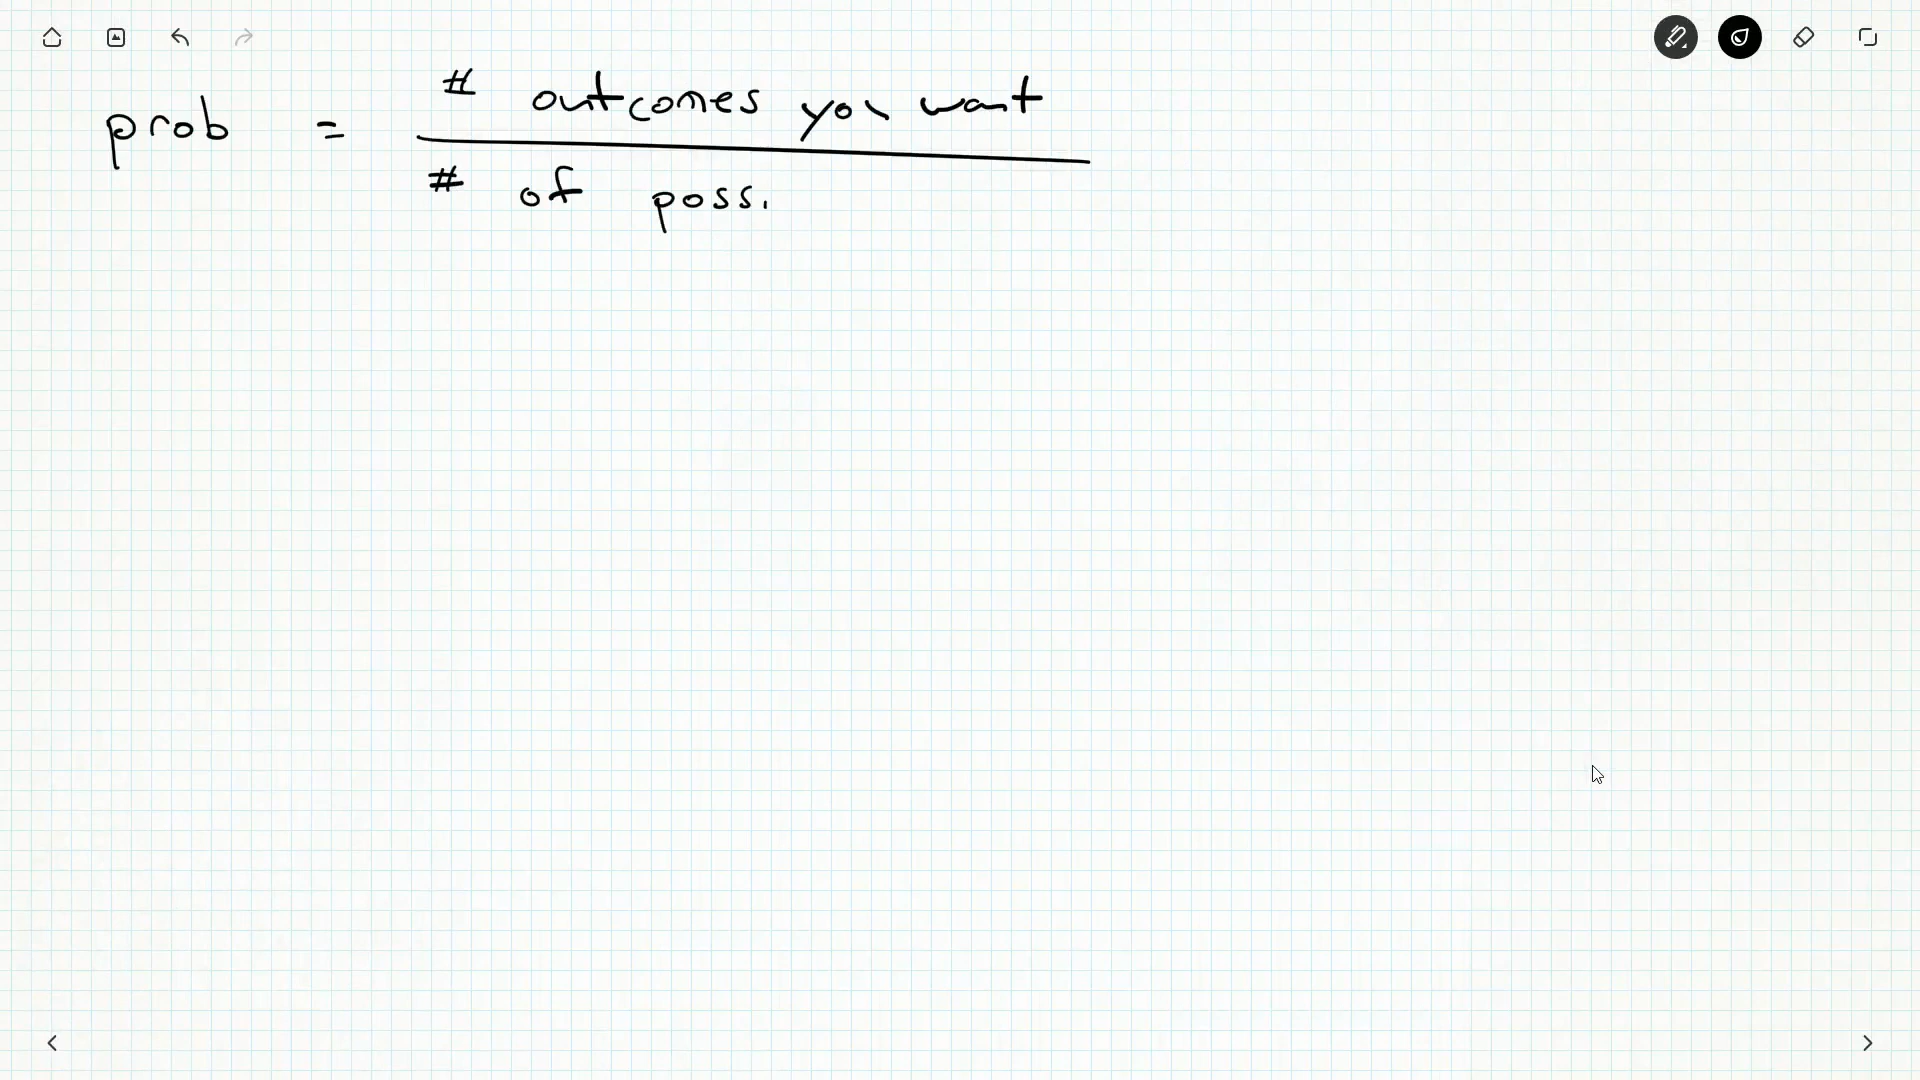 # outcomes you want
prob =
# of poss.